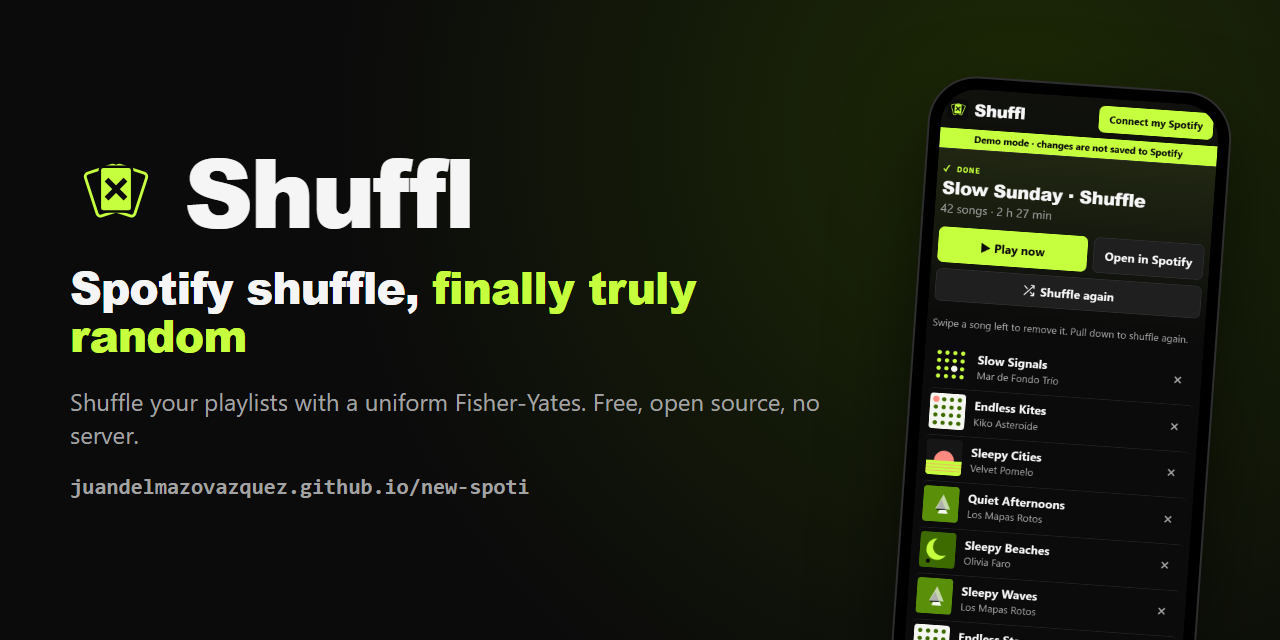 Shuffl
Spotify shuffle, finally truly
random
Shuffle your playlists with a uniform Fisher-Yates. Free, open source, no
server.
juandelmazovazquez.github.io/new-spoti
Shuffl
Connect my Spotify
Demo mode · changes are not saved to Spotify
✓ DONE
Slow Sunday · Shuffle
42 songs · 2 h 27 min
▶ Play now
Open in Spotify
Shuffle again
Swipe a song left to remove it. Pull down to shuffle again.
Slow Signals
Mar de Fondo Trío
Endless Kites
Kiko Asteroide
Sleepy Cities
Velvet Pomelo
Quiet Afternoons
Los Mapas Rotos
Sleepy Beaches
Olivia Faro
Sleepy Waves
Los Mapas Rotos
Endless